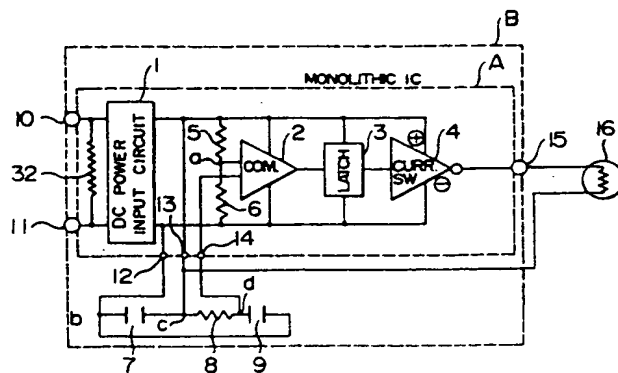 B
1
A
MONOLITHIC IC
10
5
2
3
4
15
16
a
COM.
LATCH
CURR. SW
⊕
⊖
32
DC POWER INPUT CIRCUIT
13
6
11
12
14
b
c
d
7
8
9